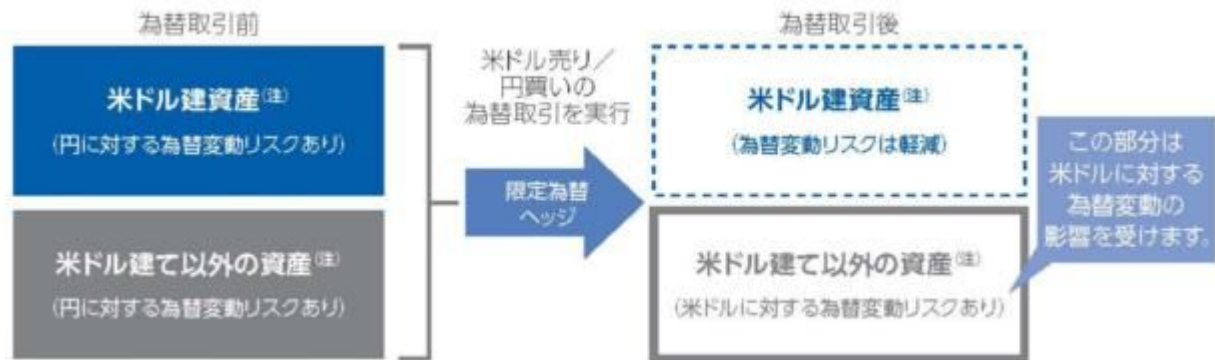 為替取引前
米ドル建資産(注)
(円に対する為替変動リスクあり)
米ドル建て以外の資産(注)
(円に対する為替変動リスクあり)
米ドル売り／
円買いの
為替取引を実行
限定為替
ヘッジ
為替取引後
米ドル建資産(注)
(為替変動リスクは軽減)
米ドル建て以外の資産(注)
(米ドルに対する為替変動リスクあり)
この部分は
米ドルに対する
為替変動の
影響を受けます。